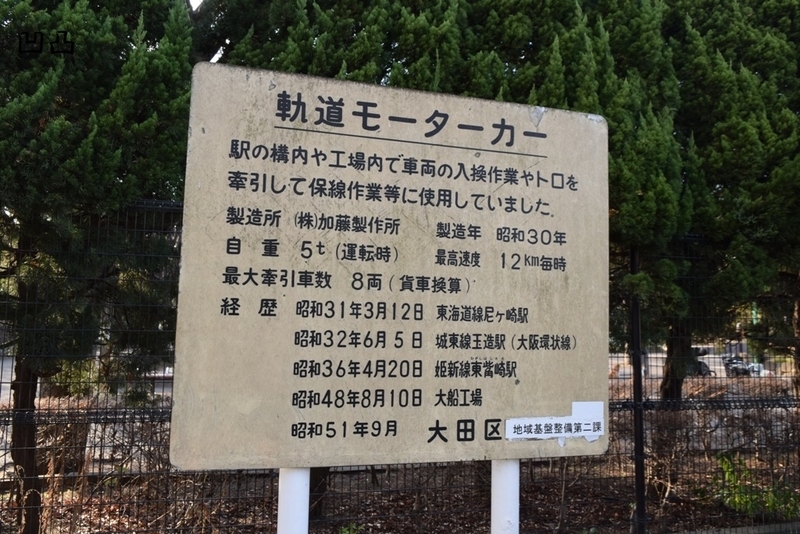 凹凸
軌道モーターカー
駅の構内や工場内で車両の入換作業やトロを
牽引して保線作業等に使用していました.
製造所 (株)加藤製作所 製造年 昭和30年
自重 5t(運転時) 最高速度 12km毎時
最大牽引車数 8両(貨車換算)
経歴 昭和31年3月12日 東海道線尼ヶ崎駅
昭和32年6月5日 城東線玉造駅(大阪環状線)
昭和36年4月20日 姫新線東觜崎駅
昭和48年8月10日 大船工場
昭和51年9月 大田区 地域基盤整備第二課